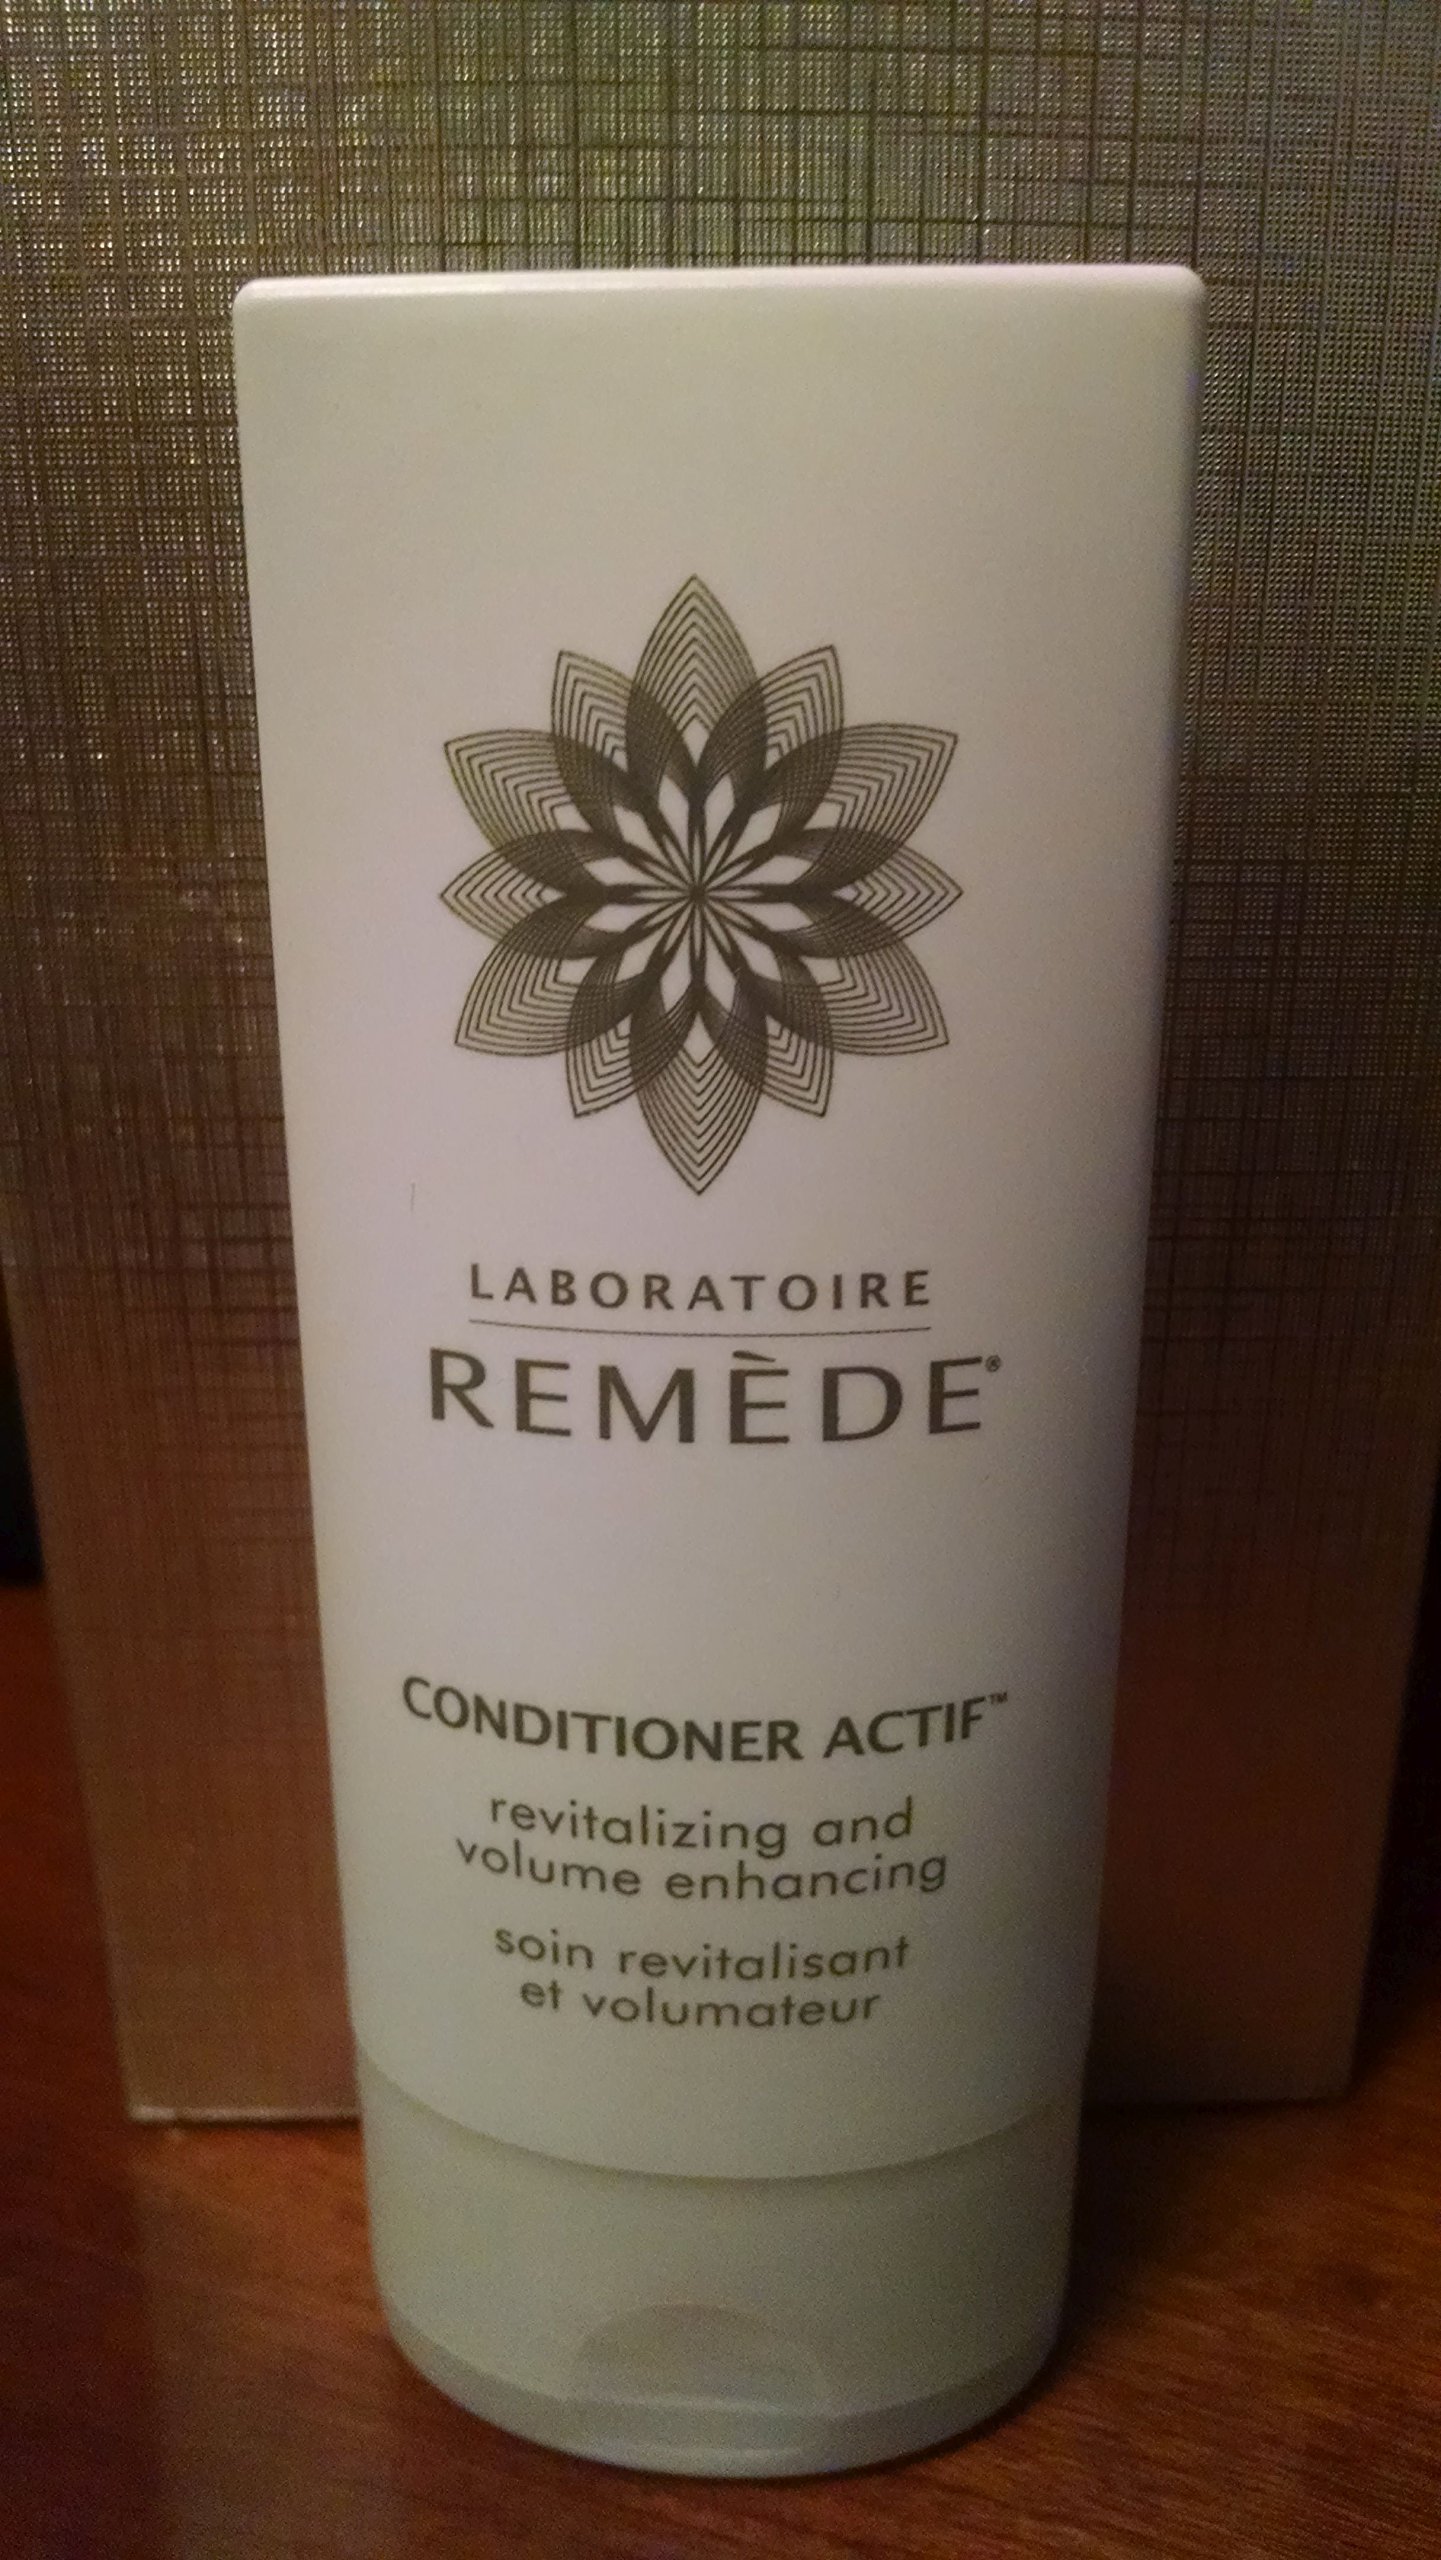 LABORATOIRE
REMÈDE®
CONDITIONER ACTIF™
revitalizing and
volume enhancing
soin revitalisant
et volumateur